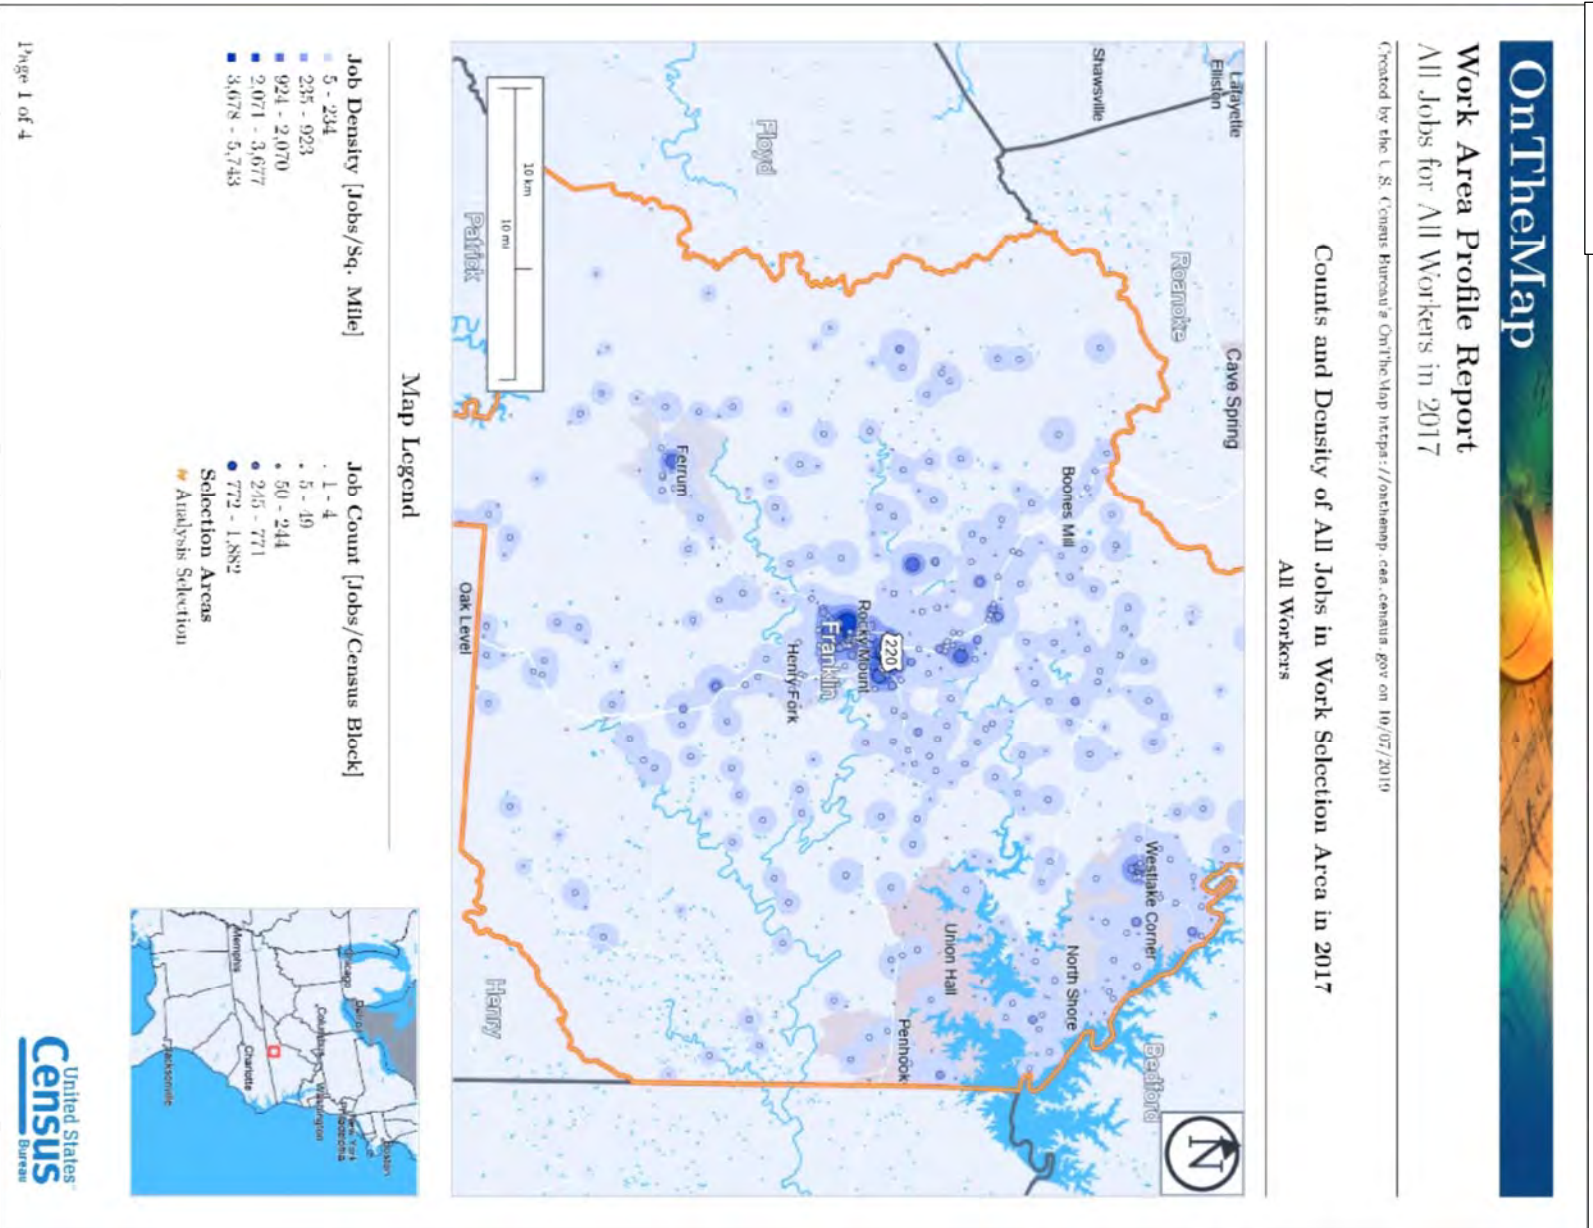 OnTheMap
Work Area Profile Report
All Jobs for All Workers in 2017
Created by the U.S. Census Bureau's OnTheMap https://onthemap.ces.census.gov on 10/07/2019
Counts and Density of All Jobs in Work Selection Area in 2017
All Workers
Lafayette
Elliston
Shawsville
Roanoke
Cave Spring
Floyd
Boones Mill
Westlake Corner
Bedford
North Shore
Union Hall
Penhook
220
Rocky Mount
Franklin
Henry Fork
Ferrum
Patrick
Oak Level
Henry
10 km
10 mi
N
Map Legend
Job Density [Jobs/Sq. Mile]
5 - 234
235 - 923
924 - 2,070
2,071 - 3,677
3,678 - 5,743
Job Count [Jobs/Census Block]
1 - 4
5 - 49
50 - 244
245 - 771
772 - 1,882
Selection Areas
Analysis Selection
Chicago
Detroit
Columbus
Washington
New York
Philadelphia
Boston
Memphis
Charlotte
Jacksonville
Page 1 of 4
United States®
Census
Bureau